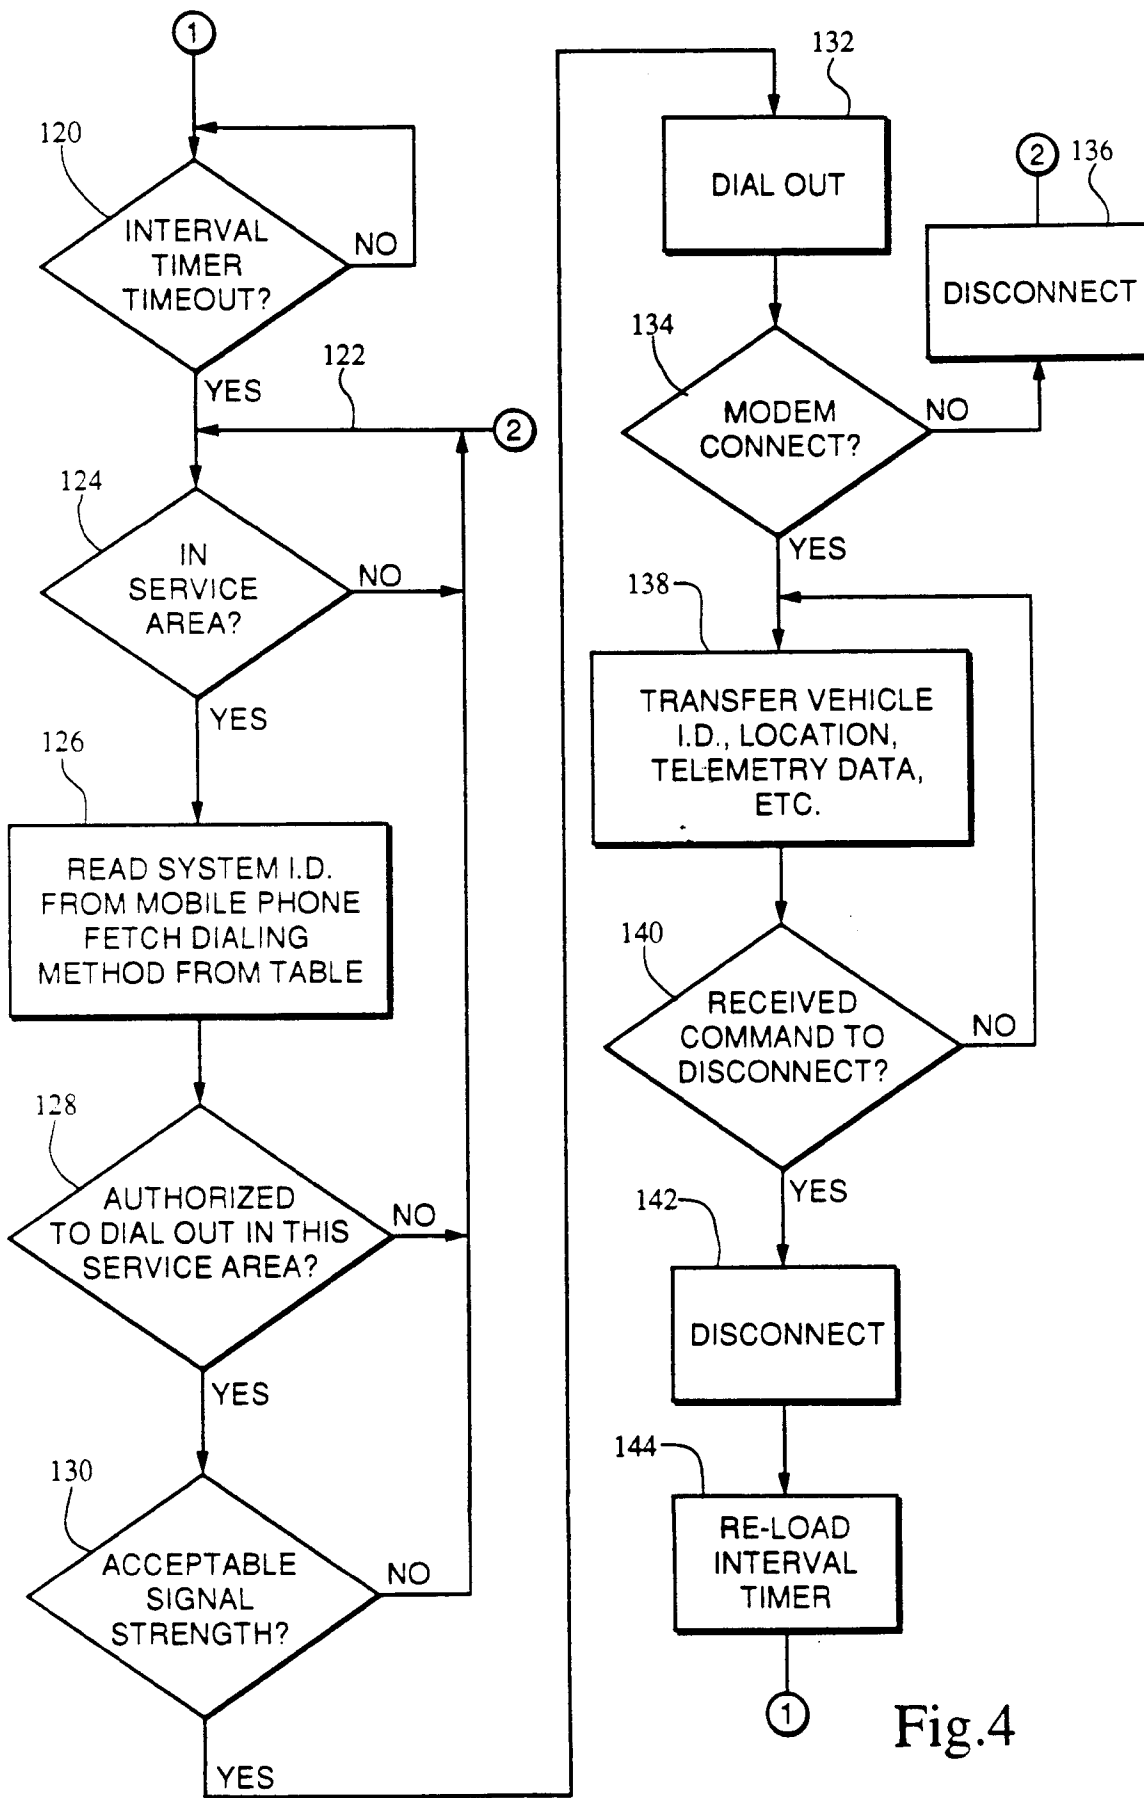 1
120
INTERVAL
TIMER
TIMEOUT?
NO
YES
122
2
124
IN
SERVICE
AREA?
NO
YES
126
READ SYSTEM I.D.
FROM MOBILE PHONE
FETCH DIALING
METHOD FROM TABLE
128
AUTHORIZED
TO DIAL OUT IN THIS
SERVICE AREA?
NO
YES
130
ACCEPTABLE
SIGNAL
STRENGTH?
NO
YES
132
DIAL OUT
2
136
DISCONNECT
134
MODEM
CONNECT?
NO
YES
138
TRANSFER VEHICLE
I.D., LOCATION,
TELEMETRY DATA,
ETC.
140
RECEIVED
COMMAND TO
DISCONNECT?
NO
YES
142
DISCONNECT
144
RE-LOAD
INTERVAL
TIMER
1
Fig.4